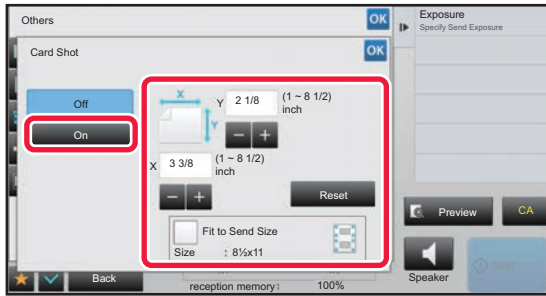 Others
OK
Exposure
Specify Send Exposure
Card Shot
OK
Off
On
X
Y
Y 2 1/8 (1 ~ 8 1/2)
inch
X 3 3/8 (1 ~ 8 1/2)
inch
Reset
Fit to Send Size
Size : 8½x11
Preview
CA
Back
reception memory: 100%
Speaker
Start